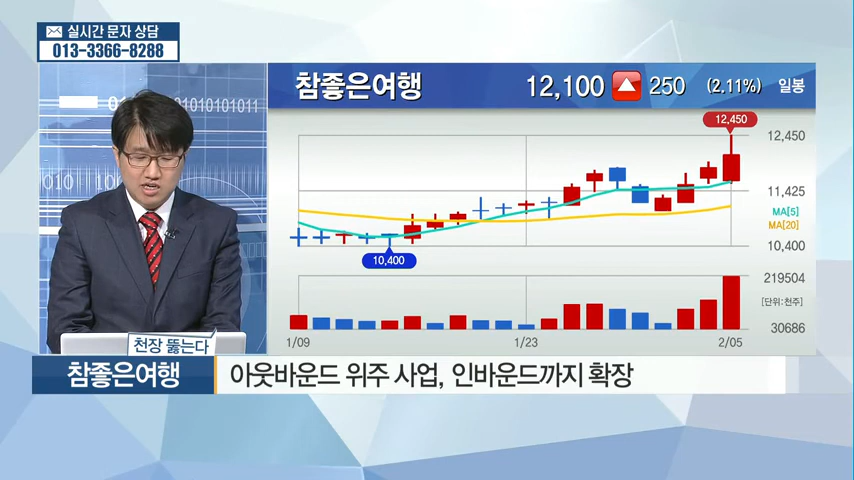 실시간 문자 상담
013-3366-8288
참좋은여행 12,100 250 (2.11%) 일봉
12,450
12,450
11,425
MA[5]
MA[20]
10,400
10,400
219504
[단위:천주]
30686
1/09 1/23 2/05
천장 뚫는다
참좋은여행 아웃바운드 위주 사업, 인바운드까지 확장